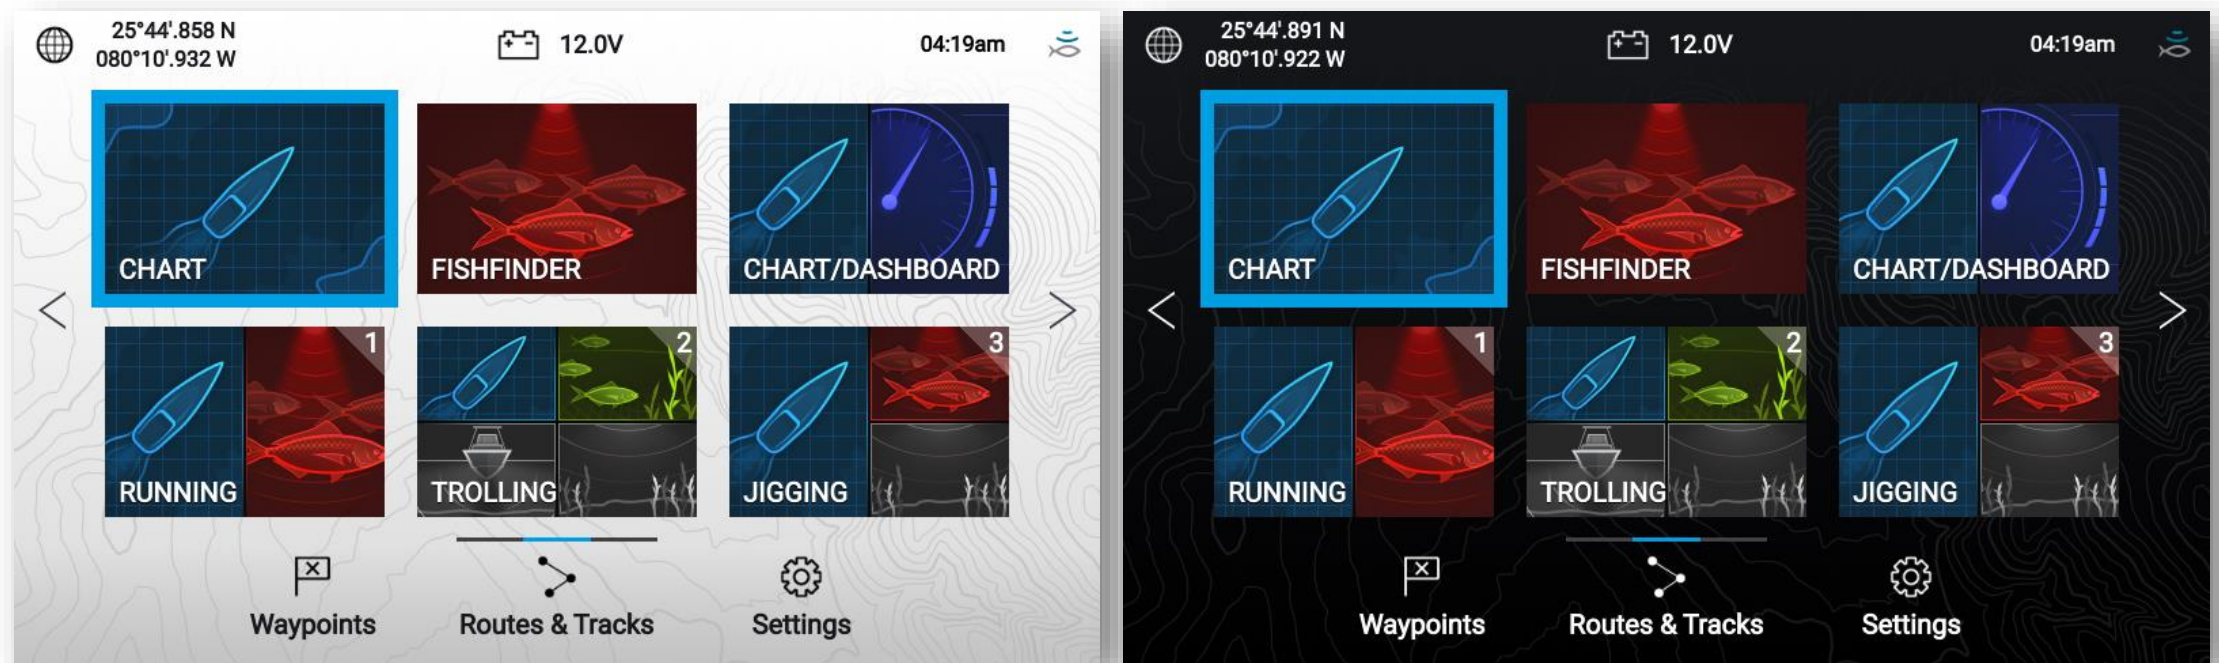 25°44'.858 N
080°10'.932 W
12.0V
04:19am
CHART
FISHFINDER
CHART/DASHBOARD
1
2
3
RUNNING
TROLLING
JIGGING
Waypoints
Routes & Tracks
Settings
25°44'.891 N
080°10'.922 W
12.0V
04:19am
CHART
FISHFINDER
CHART/DASHBOARD
1
2
3
RUNNING
TROLLING
JIGGING
Waypoints
Routes & Tracks
Settings